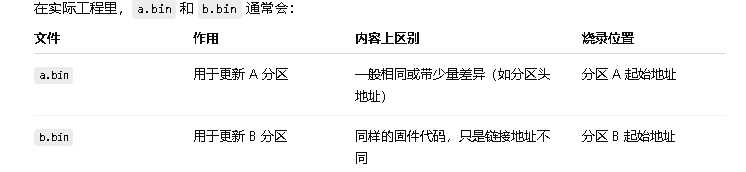 在实际工程里，a.bin 和 b.bin 通常会：
文件 作用 内容上区别 烧录位置
a.bin 用于更新 A 分区 一般相同或带少量差异（如分区头 分区 A 起始地址
地址）
b.bin 用于更新 B 分区 同样的固件代码，只是链接地址不 分区 B 起始地址
同